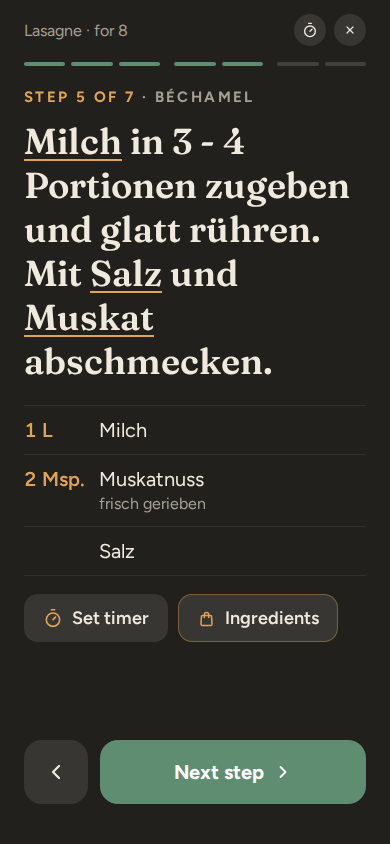 Lasagne · for 8
STEP 5 OF 7 · BÉCHAMEL
Milch in 3 - 4
Portionen zugeben
und glatt rühren.
Mit Salz und
Muskat
abschmecken.
1 L Milch
2 Msp. Muskatnuss
frisch gerieben
Salz
Set timer
Ingredients
Next step